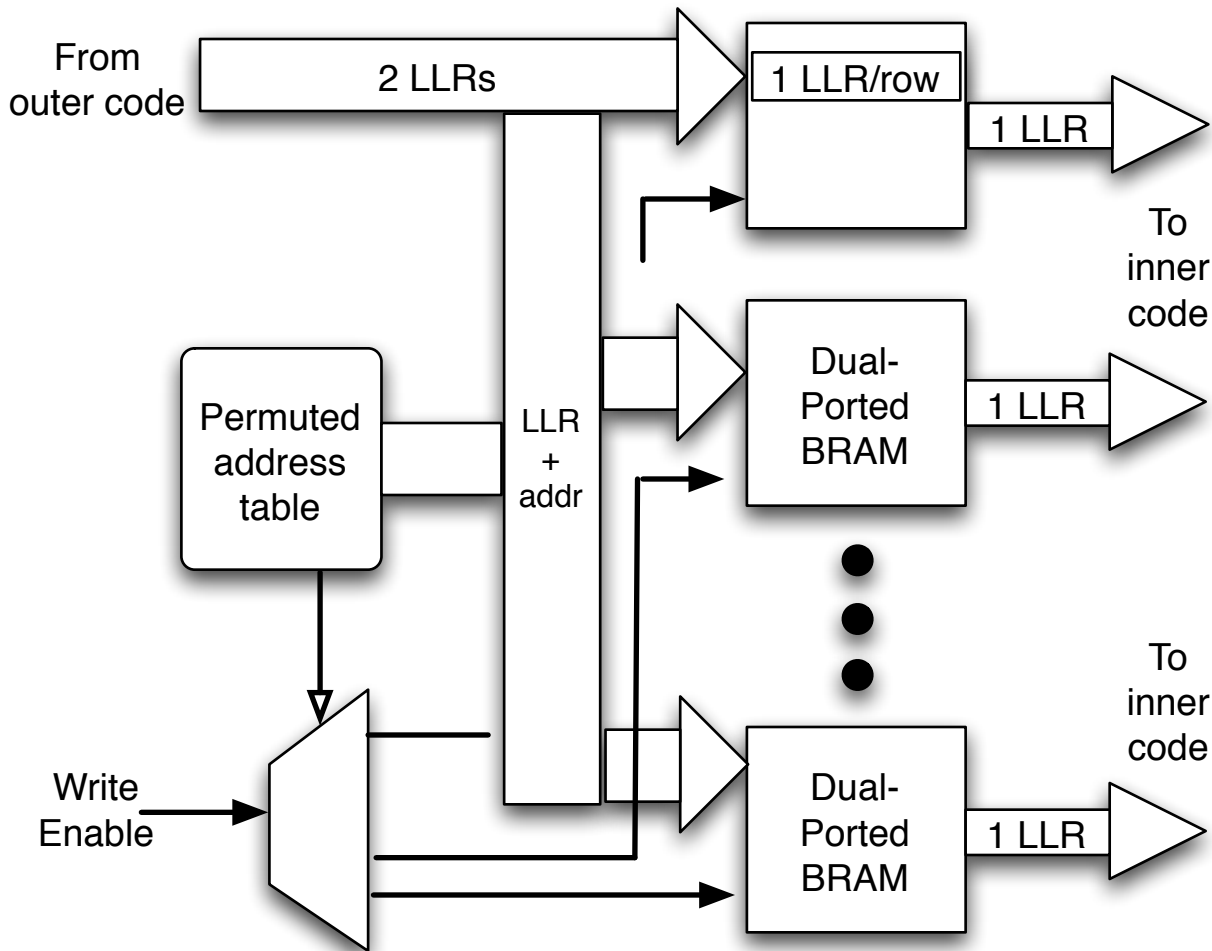 From
outer code
2 LLRs
1 LLR/row
1 LLR
To
inner
code
Permuted
address
table
LLR
+
addr
Dual-
Ported
BRAM
1 LLR
To
inner
code
Write
Enable
Dual-
Ported
BRAM
1 LLR